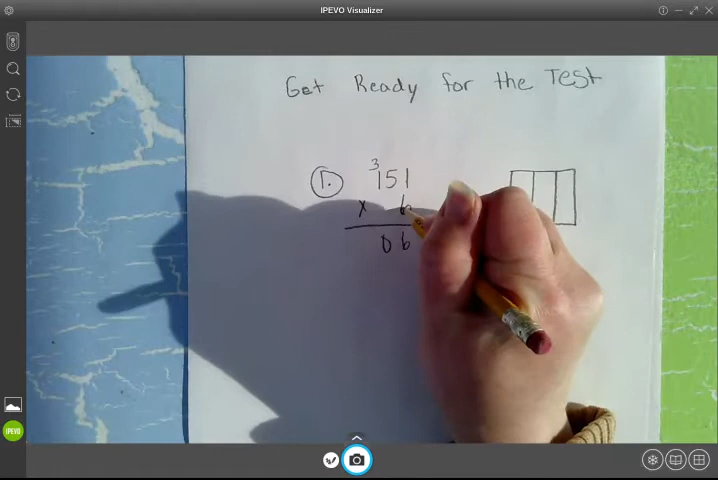 IPEVO Visualizer
Get Ready for the Test
1.
3
151
x 6
06
IPEVO